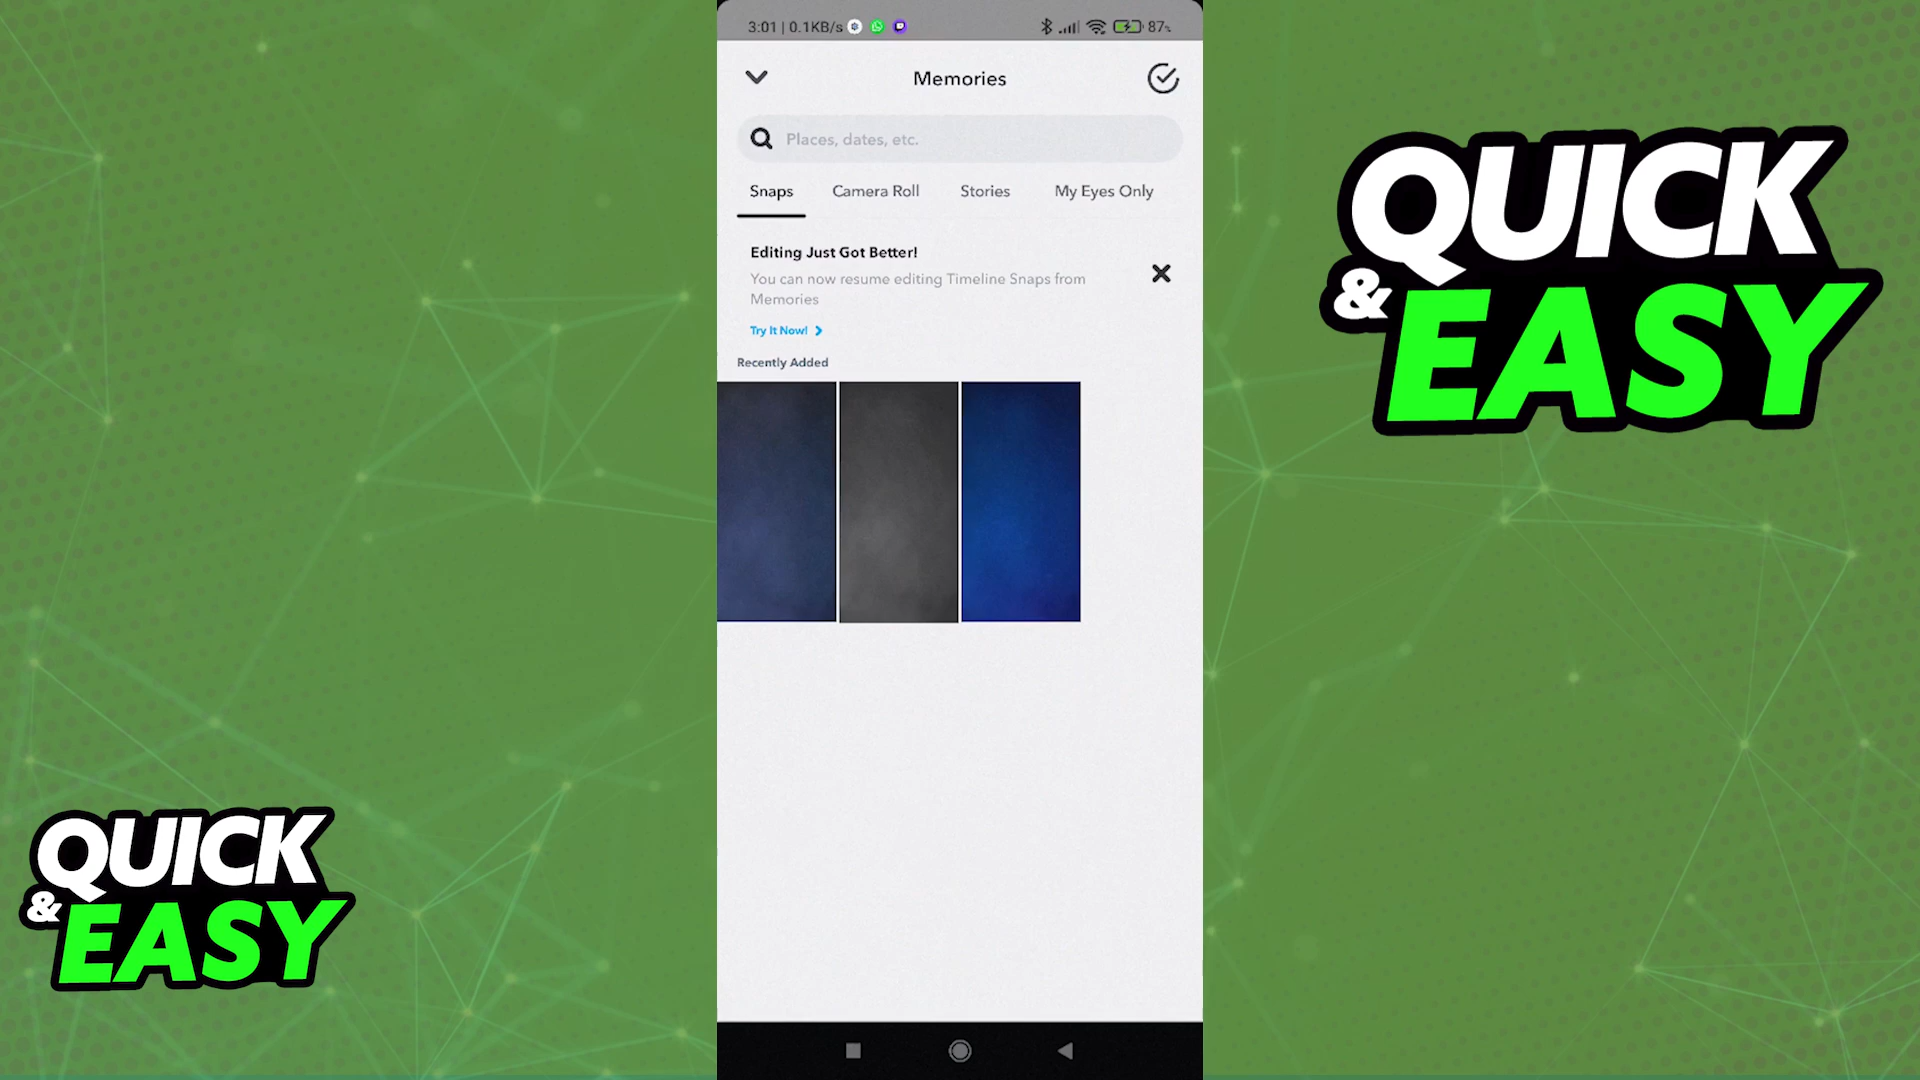 3:01 | 0.1KB/s
87%
Memories
Places, dates, etc.
Snaps
Camera Roll
Stories
My Eyes Only
Editing Just Got Better!
You can now resume editing Timeline Snaps from
Memories
Try It Now!
Recently Added
QUICK
& EASY
QUICK
& EASY